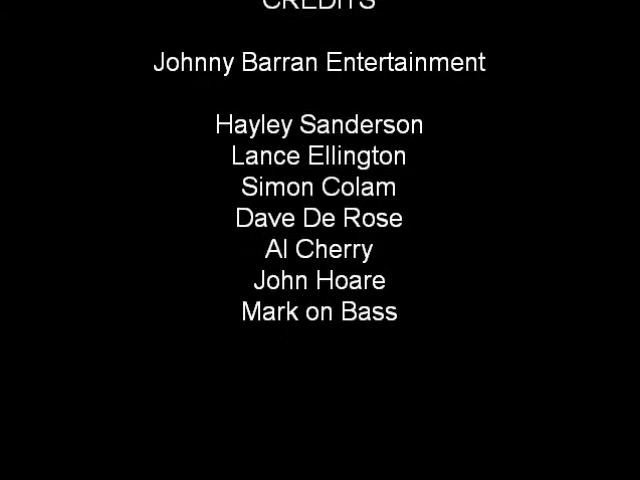 CREDITS
Johnny Barran Entertainment
Hayley Sanderson
Lance Ellington
Simon Colam
Dave De Rose
Al Cherry
John Hoare
Mark on Bass